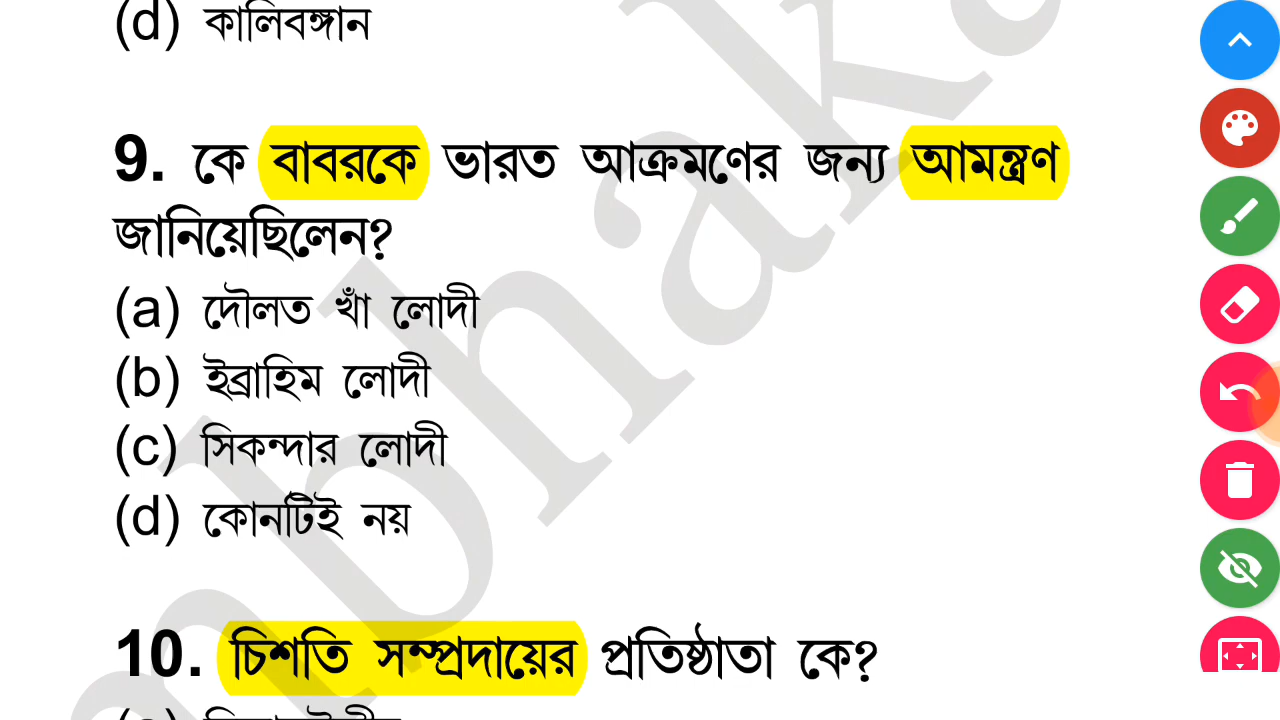 (d) কালিবঙ্গান
9. কে বাবরকে ভারত আক্রমণের জন্য আমন্ত্রণ
জানিয়েছিলেন?
(a) দৌলত খাঁ লোদী
(b) ইব্রাহিম লোদী
(c) সিকন্দার লোদী
(d) কোনটিই নয়
10. চিশতি সম্প্রদায়ের প্রতিষ্ঠাতা কে?